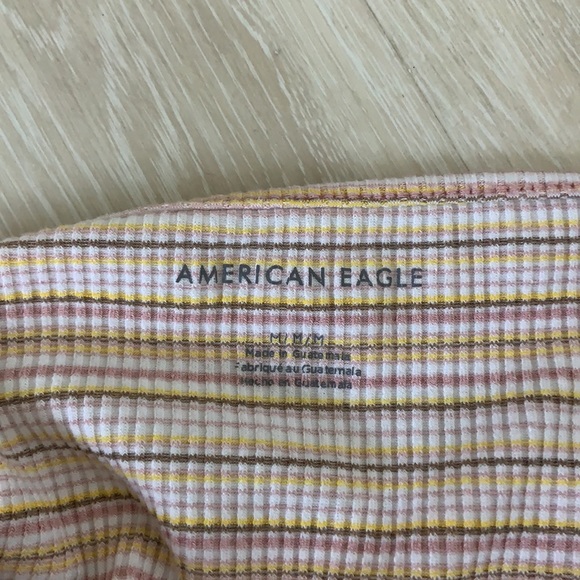 AMERICAN EAGLE
M/M/M
Made in Guatemala
Fabriqué au Guatemala
Hecho en Guatemala